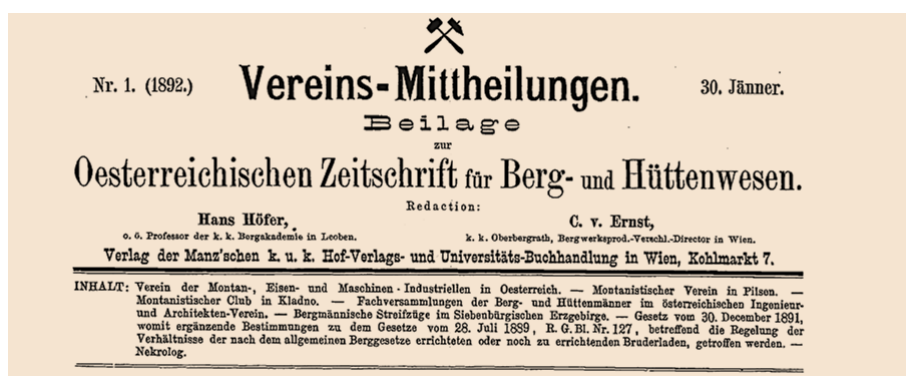 Nr. 1. (1892.) Vereins-Mittheilungen. 30. Jänner.
Beilage
zur
Oesterreichischen Zeitschrift für Berg- und Hüttenwesen.
Redaction:
Hans Höfer, C. v. Ernst,
o. ö. Professor der k. k. Bergakademie in Leoben. k. k. Oberbergrath, Bergwerksprod.-Verschl.-Director in Wien.
Verlag der Manz'schen k. u. k. Hof-Verlags- und Universitäts-Buchhandlung in Wien, Kohlmarkt 7.
INHALT: Verein der Montan-, Eisen- und Maschinen-Industriellen in Oesterreich. — Montanistischer Verein in Pilsen. —
Montanistischer Club in Kladno. — Fachversammlungen der Berg- und Hüttenmänner im österreichischen Ingenieur-
und Architekten-Verein. — Bergmännische Streifzüge im Siebenbürgischen Erzgebirge. — Gesetz vom 30. December 1891,
womit ergänzende Bestimmungen zu dem Gesetze vom 28. Juli 1889, R. G. Bl. Nr. 127, betreffend die Regelung der
Verhältnisse der nach dem allgemeinen Berggesetze errichteten oder noch zu errichtenden Bruderladen, getroffen werden. —
Nekrolog.